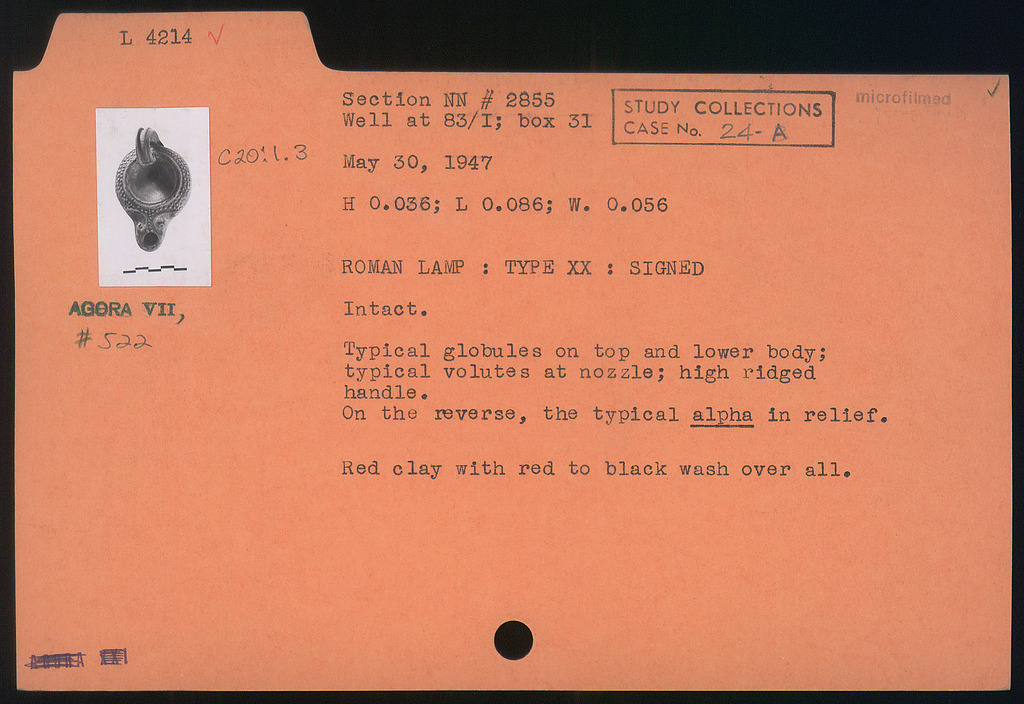 L 4214 ✓
Section NN # 2855
Well at 83/I; box 31
STUDY COLLECTIONS
CASE No. 24-A
microfilmed ✓
C20:1.3
May 30, 1947
H 0.036; L 0.086; W. 0.056
ROMAN LAMP : TYPE XX : SIGNED
AGORA VII,
# 522
Intact.
Typical globules on top and lower body;
typical volutes at nozzle; high ridged
handle.
On the reverse, the typical alpha in relief.
Red clay with red to black wash over all.